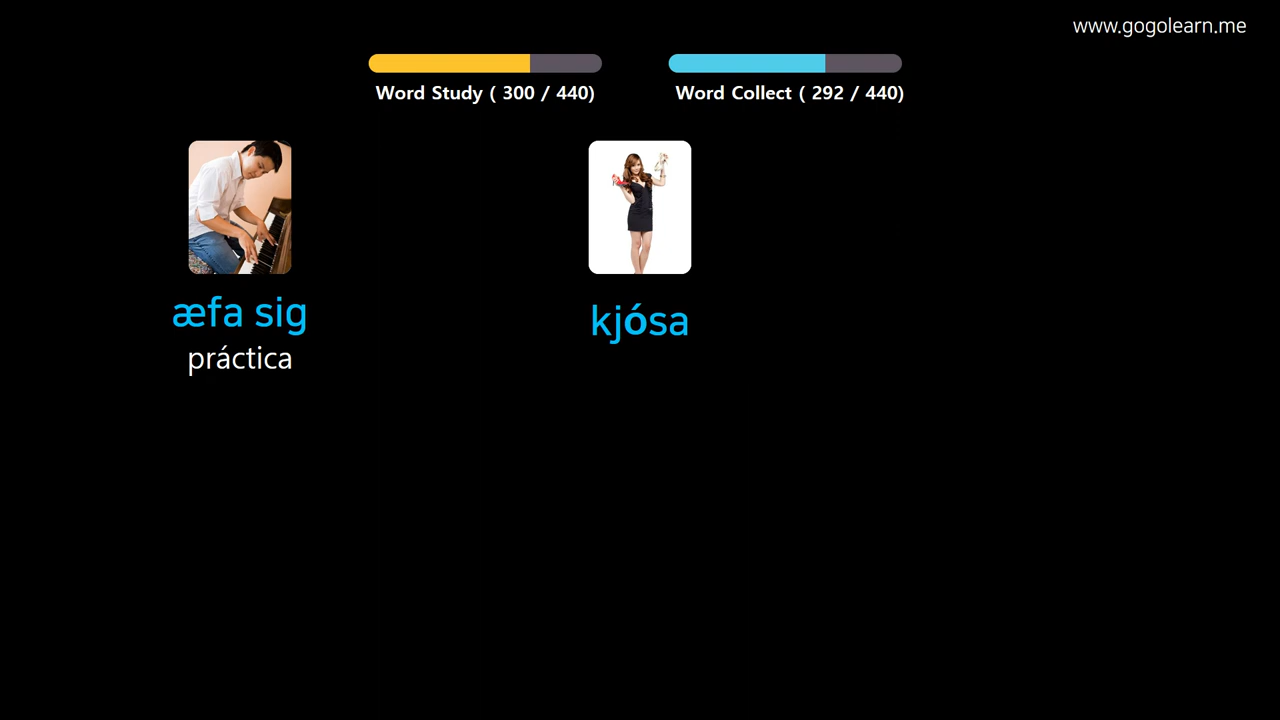 www.gogolearn.me
Word Study ( 300 / 440)
Word Collect ( 292 / 440)
æfa sig
práctica
kjósa